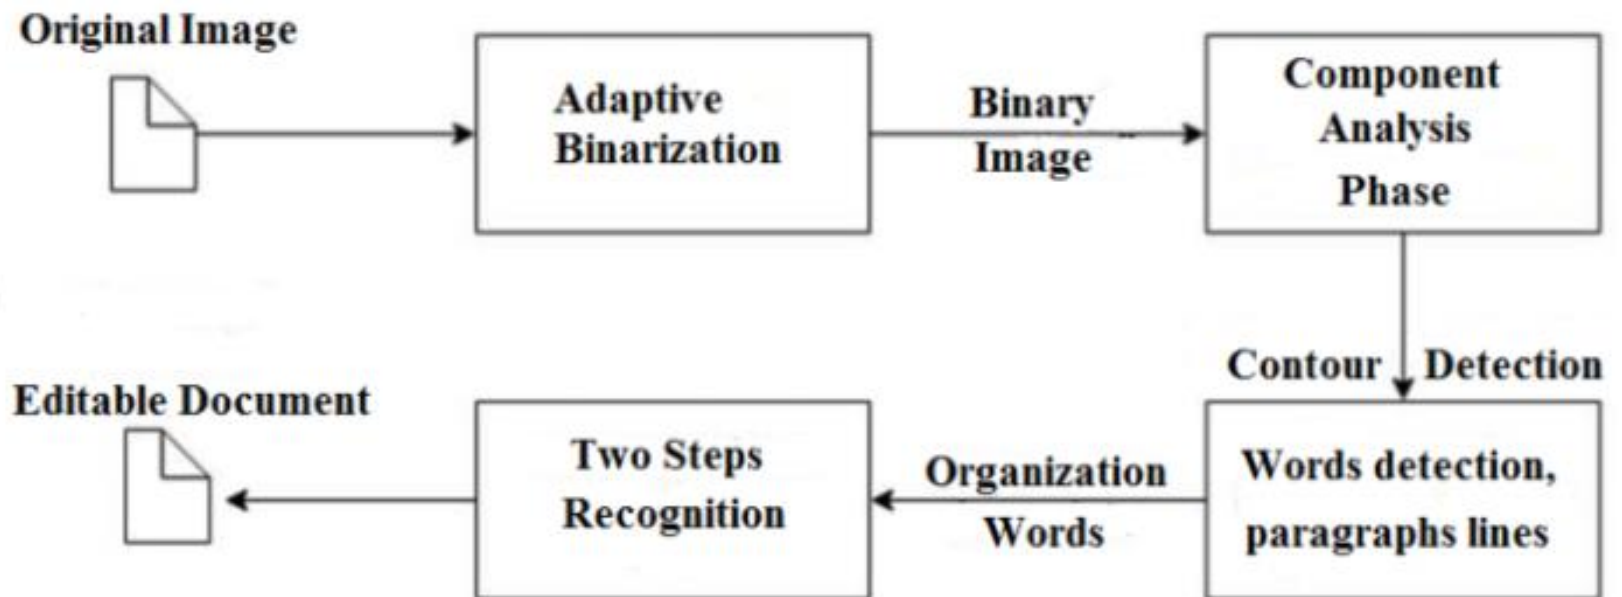 Original Image
Adaptive
Binarization
Binary
Image
Component
Analysis
Phase
Contour Detection
Words detection,
paragraphs lines
Organization
Words
Two Steps
Recognition
Editable Document